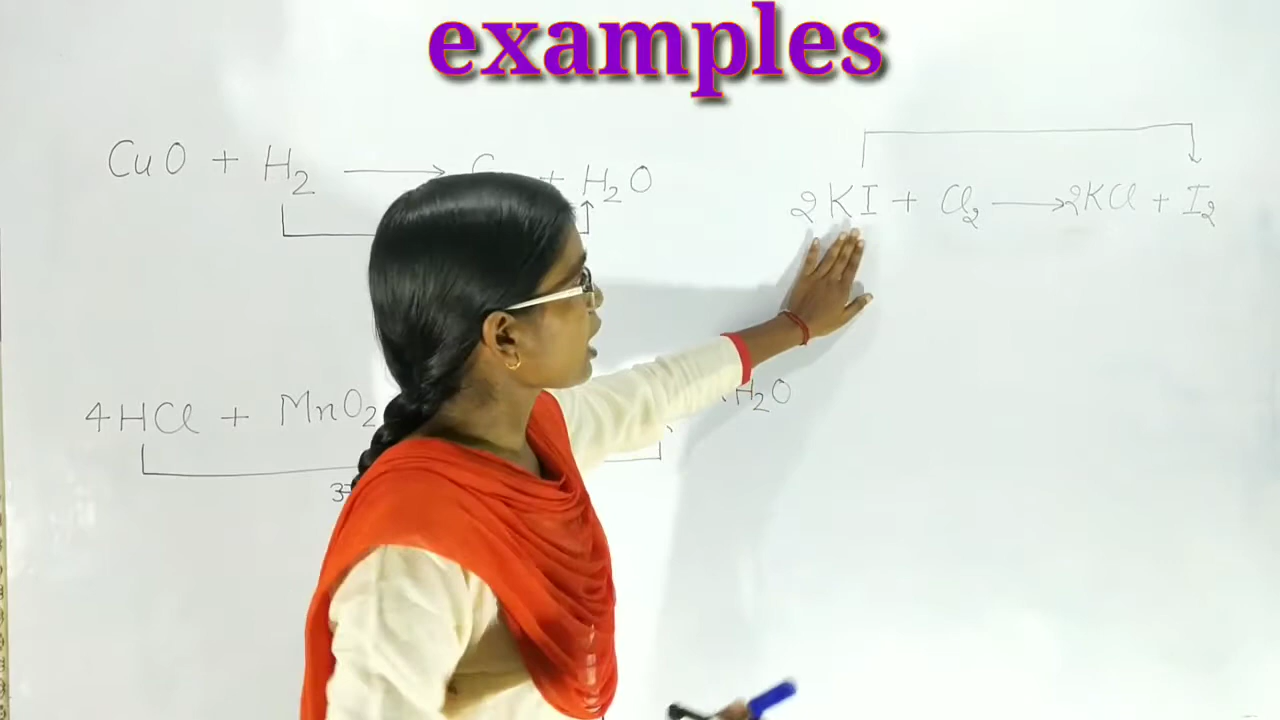 examples
CuO + H₂ ⟶ + H₂O
2KI + Cl₂ ⟶ 2KCl + I₂
4HCl + MnO₂ H₂O